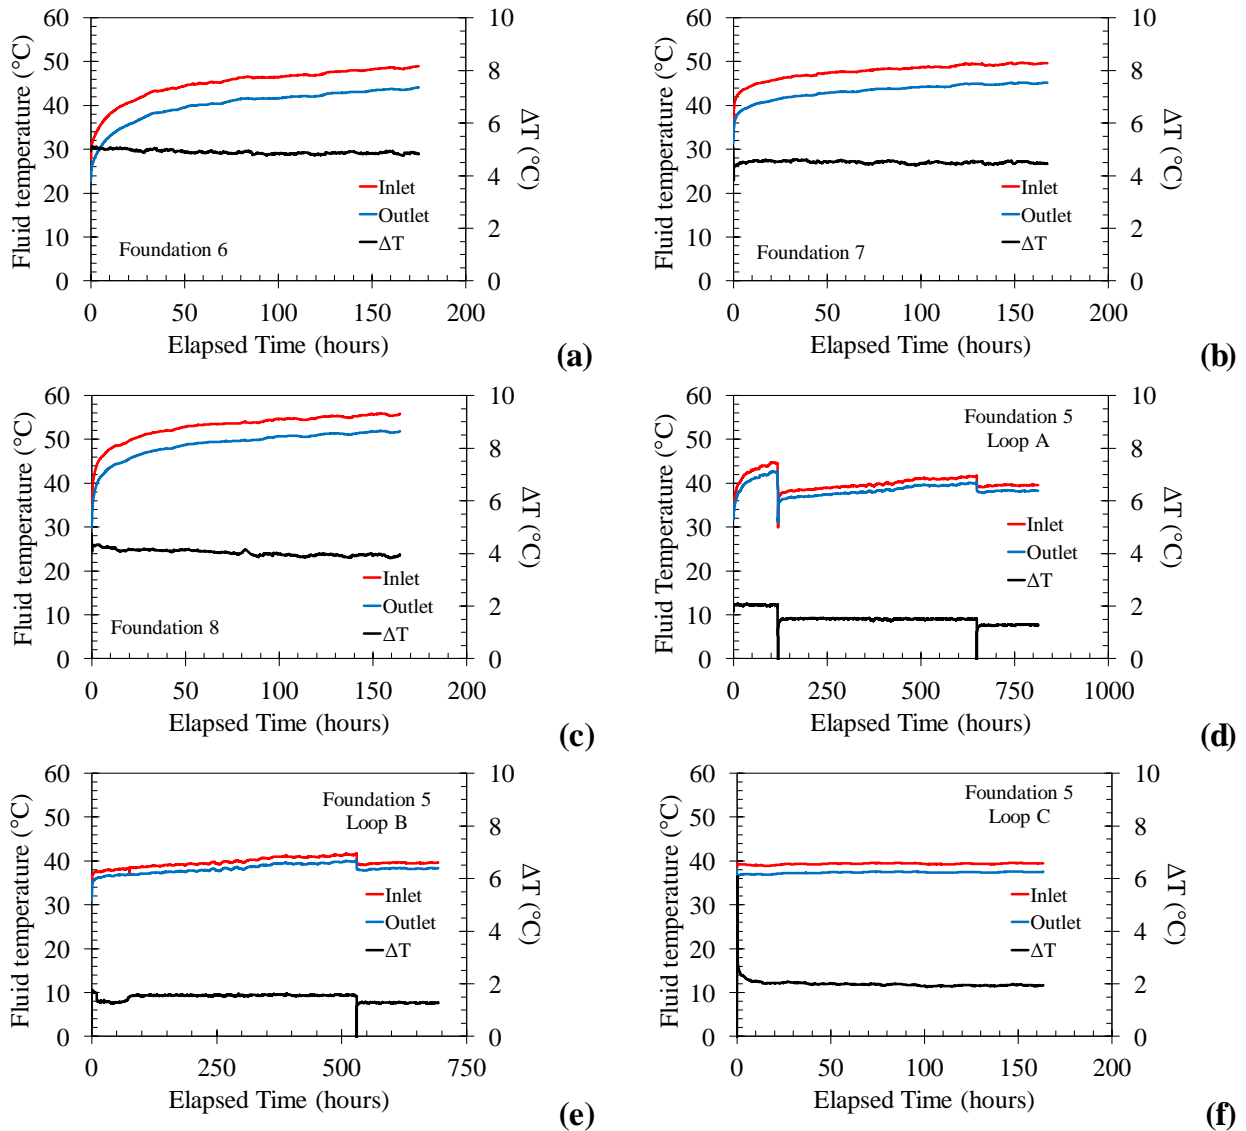 Fluid temperature (°C)
60
50
40
30
20
10
0
10
8
6
4
2
0
ΔT (°C)
Inlet
Outlet
ΔT
Foundation 6
0 50 100 150 200
Elapsed Time (hours)
(a)
Fluid temperature (°C)
60
50
40
30
20
10
0
10
8
6
4
2
0
ΔT (°C)
Inlet
Outlet
ΔT
Foundation 7
0 50 100 150 200
Elapsed Time (hours)
(b)
Fluid temperature (°C)
60
50
40
30
20
10
0
10
8
6
4
2
0
ΔT (°C)
Inlet
Outlet
ΔT
Foundation 8
0 50 100 150 200
Elapsed Time (hours)
(c)
Fluid Temperature (°C)
60
50
40
30
20
10
0
10
8
6
4
2
0
ΔT (°C)
Foundation 5
Loop A
Inlet
Outlet
ΔT
0 250 500 750 1000
Elapsed Time (hours)
(d)
Fluid temperature (°C)
60
50
40
30
20
10
0
10
8
6
4
2
0
ΔT (°C)
Foundation 5
Loop B
Inlet
Outlet
ΔT
0 250 500 750
Elapsed Time (hours)
(e)
Fluid temperature (°C)
60
50
40
30
20
10
0
10
8
6
4
2
0
ΔT (°C)
Foundation 5
Loop C
Inlet
Outlet
ΔT
0 50 100 150 200
Elapsed Time (hours)
(f)